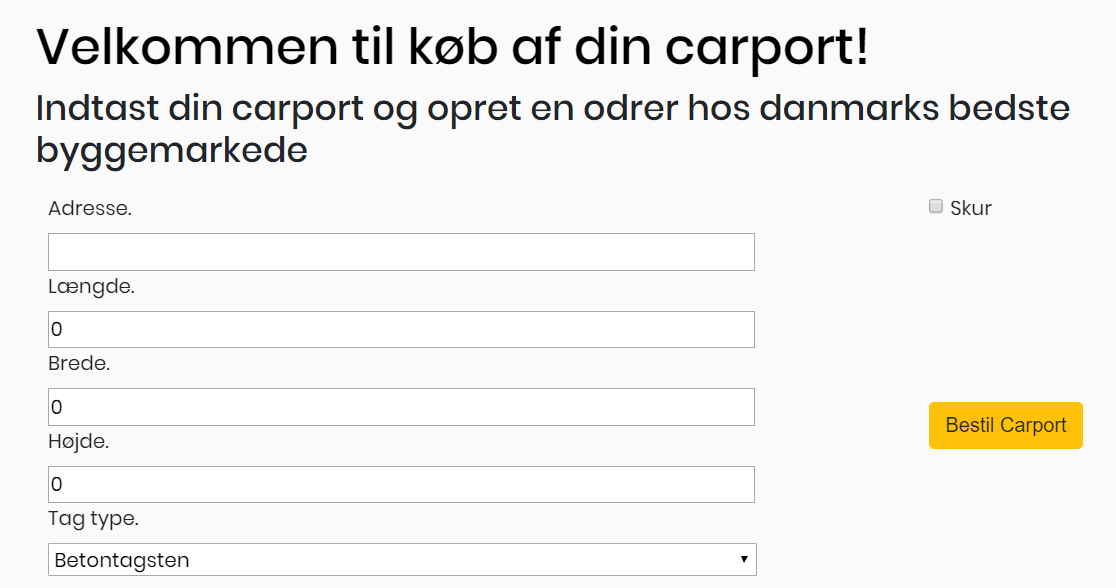 Velkommen til køb af din carport!
Indtast din carport og opret en odrer hos danmarks bedste
byggemarkede
Adresse.
Skur
Længde.
0
Brede.
0
Bestil Carport
Højde.
0
Tag type.
Betontagsten